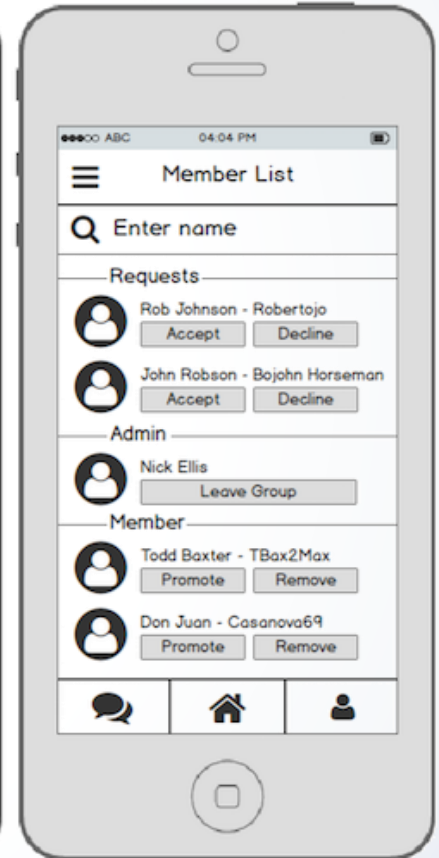 ABC 04:04 PM
Member List
Enter name
Requests
Rob Johnson - Robertojo
Accept Decline
John Robson - Bojohn Horseman
Accept Decline
Admin
Nick Ellis
Leave Group
Member
Todd Baxter - TBax2Max
Promote Remove
Don Juan - Casanova69
Promote Remove